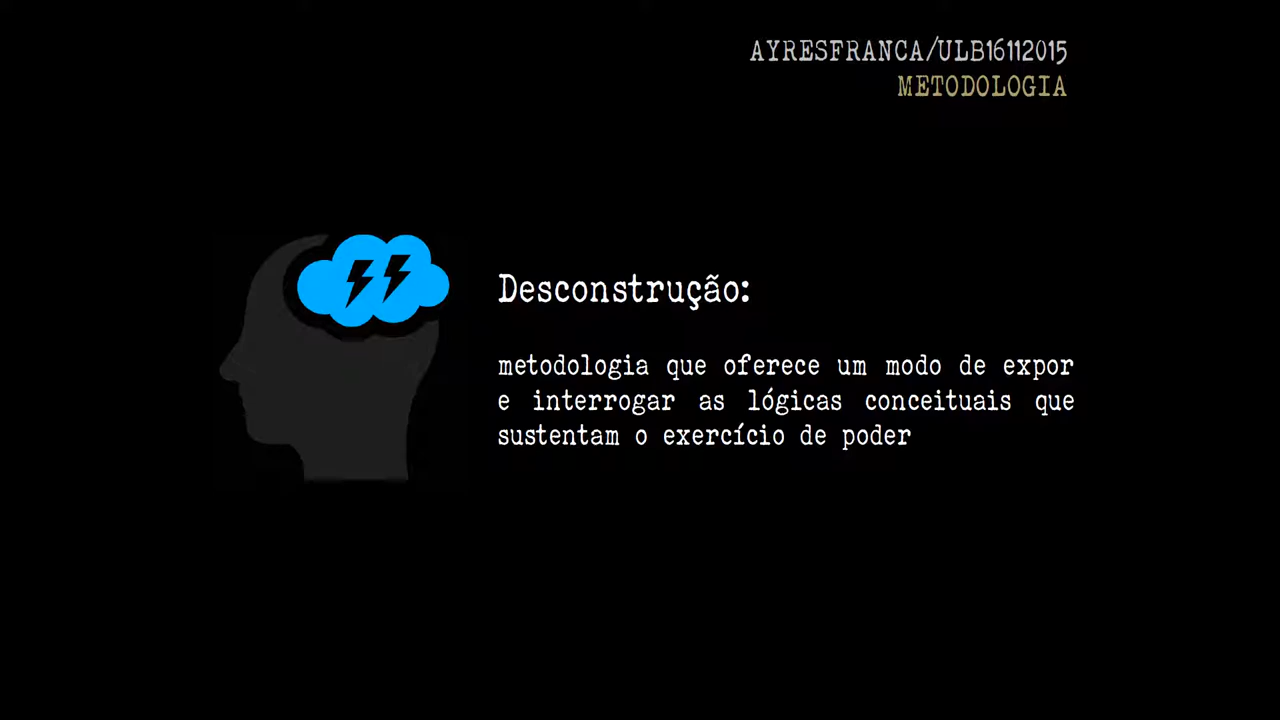 AYRESFRANCA/ULB16112015
METODOLOGIA
Desconstrução:
metodologia que oferece um modo de expor
e interrogar as lógicas conceituais que
sustentam o exercício de poder